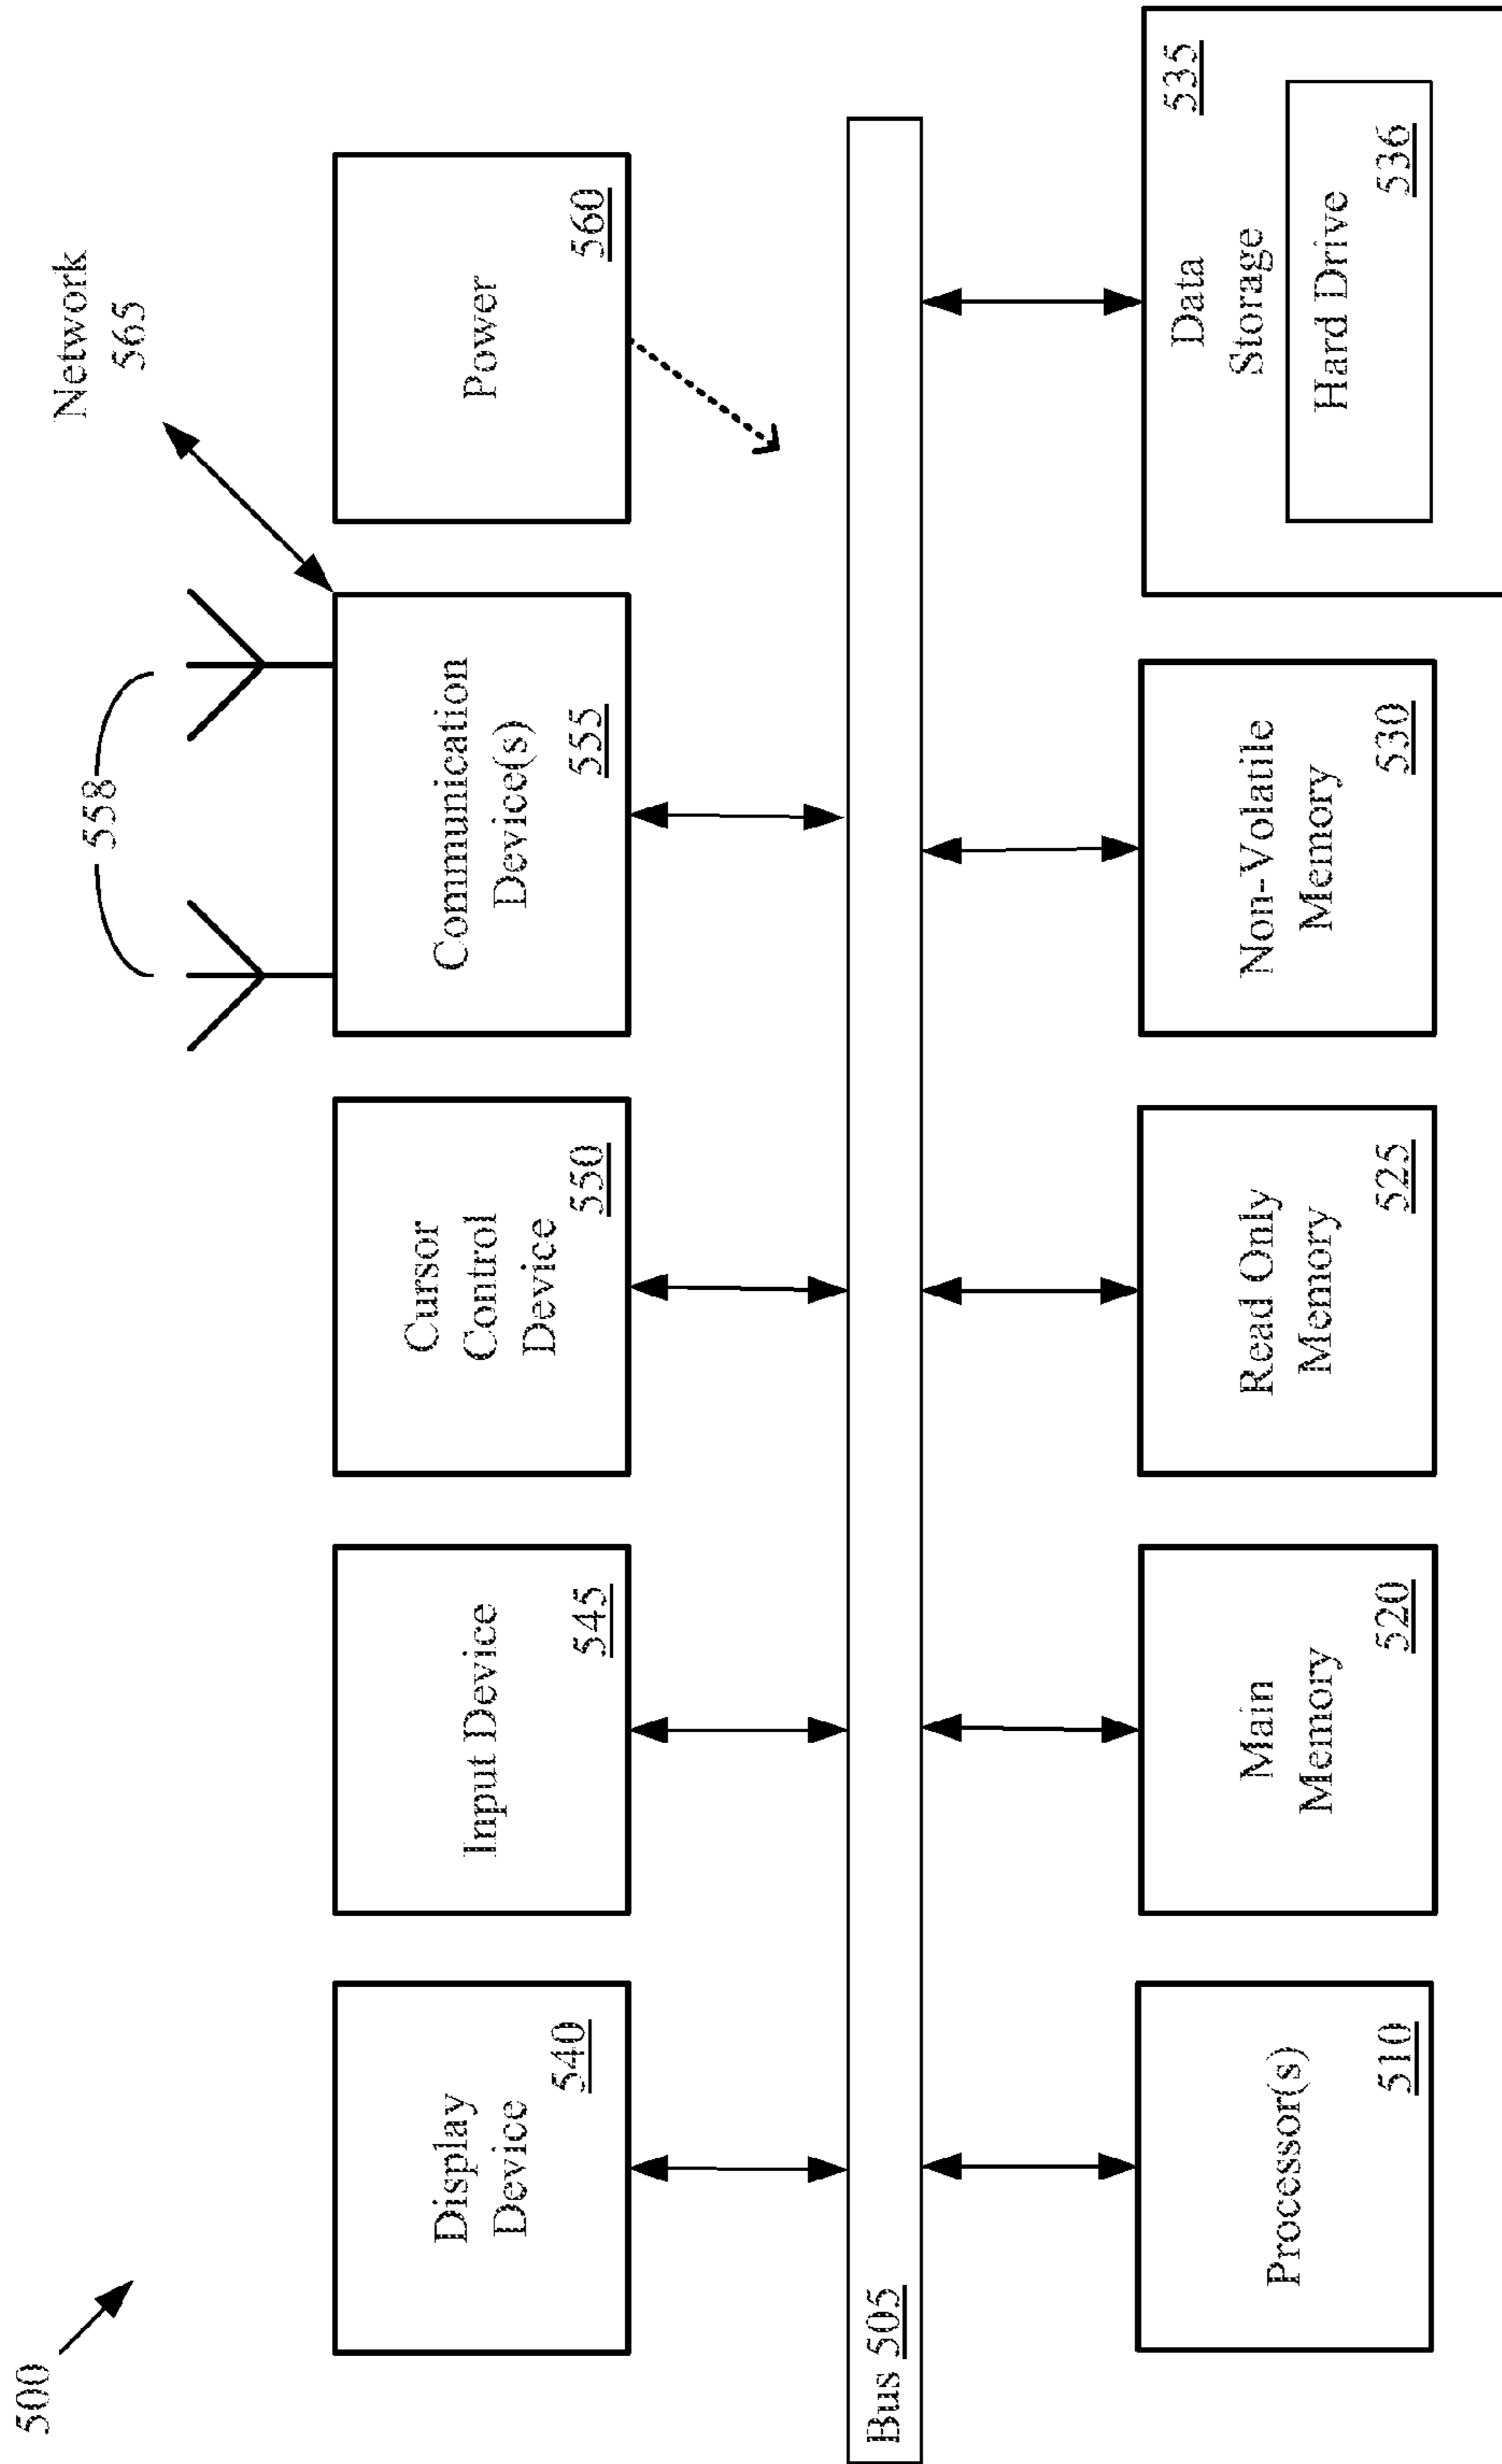 500
Network
565
558
Display
Device
540
Input Device
545
Cursor
Control
Device
550
Communication
Device(s)
555
Power
560
Bus 505
Processor(s)
510
Main
Memory
520
Read Only
Memory
525
Non-Volatile
Memory
530
535
Data
Storage
Hard Drive
536